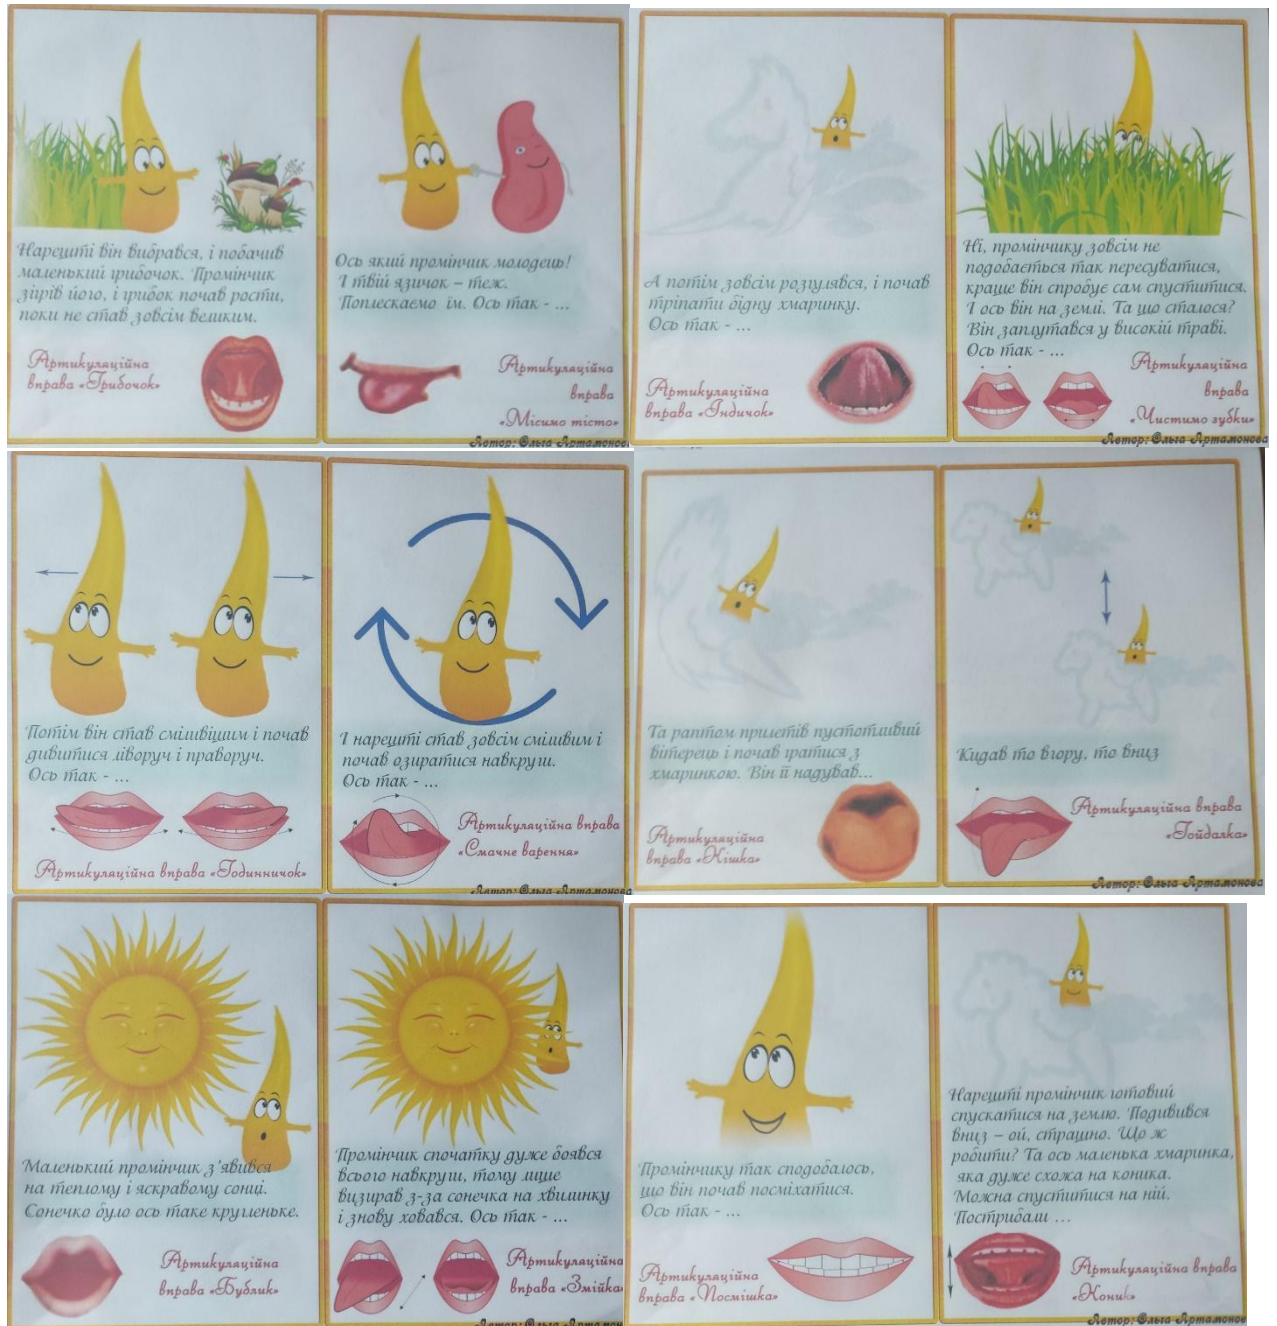 Нарешті він вибрався, і побачив
маленький грибочок. Промінчик
зігрів його, і грибок почав рости,
поки не став зовсім великим.
Артикуляційна
вправа «Грибочок»
Ось який промінчик молодець!
І твій язичок – теж.
Поплескаємо їм. Ось так - ...
Артикуляційна
вправа
«Місимо тісто»
Автор: Ольга Артамонова
А потім зовсім розгулявся, і почав
тріпати бідну хмаринку.
Ось так - ...
Артикуляційна
вправа «Індичок»
Ні, промінчику зовсім не
подобається так пересуватися,
краще він спробує сам спуститися.
І ось він на землі. Та що сталося?
Він заплутався у високій траві.
Ось так - ...
Артикуляційна
вправа
«Чистимо зубки»
Автор: Ольга Артамонова
Потім він став сміливішим і почав
дивитися ліворуч і праворуч.
Ось так - ...
Артикуляційна вправа «Годинничок»
І нарешті став зовсім сміливим і
почав озиратися навкруги.
Ось так - ...
Артикуляційна вправа
«Смачне варення»
Автор: Ольга Артамонова
Та раптом прилетів пустотливий
вітерець і почав гратися з
хмаринкою. Він її надував...
Артикуляційна
вправа «Кішка»
Кидав то вгору, то вниз
Артикуляційна вправа
«Гойдалка»
Автор: Ольга Артамонова
Маленький промінчик з'явився
на теплому і яскравому сонці.
Сонечко було ось таке кругленьке.
Артикуляційна
вправа «Бублик»
Промінчик спочатку дуже боявся
всього навкруги, тому лише
визирав з-за сонечка на хвилинку
і знову ховався. Ось так - ...
Артикуляційна
вправа «Змійка»
Автор: Ольга Артамон
Промінчику так сподобалось,
що він почав посміхатися.
Ось так - ...
Артикуляційна
вправа «Посмішка»
Нарешті промінчик готовий
спускатися на землю. Подивився
вниз – ой, страшно. Що ж
робити? Та ось маленька хмаринка,
яка дуже схожа на коника.
Можна спуститися на ній.
Пострибали ...
Артикуляційна вправа
«Коник»
Автор: Ольга Артамонова